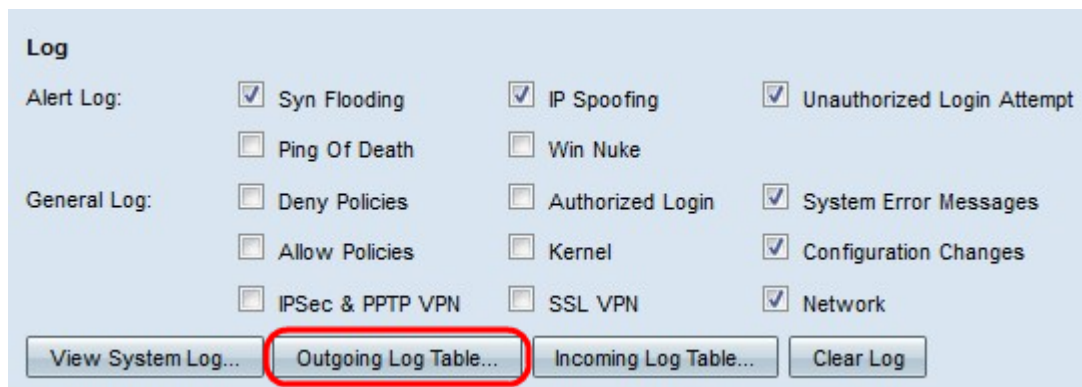 Log
Alert Log: Syn Flooding IP Spoofing Unauthorized Login Attempt
Ping Of Death Win Nuke
General Log: Deny Policies Authorized Login System Error Messages
Allow Policies Kernel Configuration Changes
IPSec & PPTP VPN SSL VPN Network
View System Log... Outgoing Log Table... Incoming Log Table... Clear Log